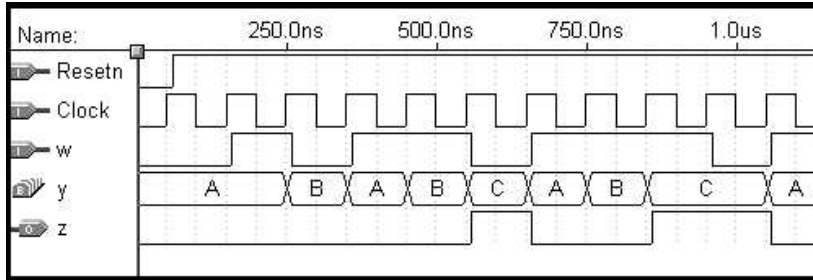 Name: 250.0ns 500.0ns 750.0ns 1.0us
Resetn
Clock
w
y A B A B C A B C A
z